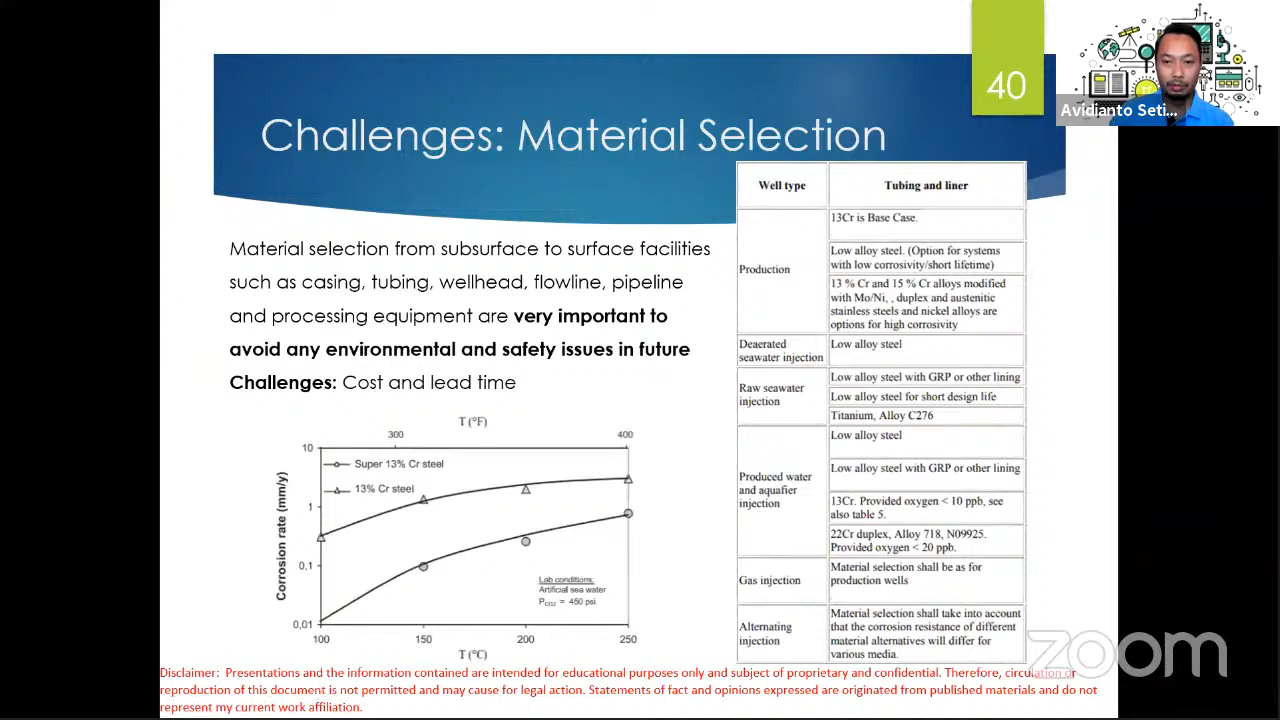 40
Avidianto Seti...
Challenges: Material Selection
Material selection from subsurface to surface facilities
such as casing, tubing, wellhead, flowline, pipeline
and processing equipment are very important to
avoid any environmental and safety issues in future
Challenges: Cost and lead time
T (°F)
300 400
10
1
0,1
0,01
Corrosion rate (mm/y)
Super 13% Cr steel
13% Cr steel
Lab conditions:
Artificial sea water
PCO2 = 450 psi
100 150 200 250
T (°C)
Well type Tubing and liner
Production
13Cr is Base Case.
Low alloy steel. (Option for systems
with low corrosivity/short lifetime)
13 % Cr and 15 % Cr alloys modified
with Mo/Ni, , duplex and austenitic
stainless steels and nickel alloys are
options for high corrosivity
Deaerated
seawater injection
Low alloy steel
Raw seawater
injection
Low alloy steel with GRP or other lining
Low alloy steel for short design life
Titanium, Alloy C276
Produced water
and aquafier
injection
Low alloy steel
Low alloy steel with GRP or other lining
13Cr. Provided oxygen < 10 ppb, see
also table 5.
22Cr duplex, Alloy 718, N09925.
Provided oxygen < 20 ppb.
Gas injection
Material selection shall be as for
production wells
Alternating
injection
Material selection shall take into account
that the corrosion resistance of different
material alternatives will differ for
various media.
zoom
Disclaimer: Presentations and the information contained are intended for educational purposes only and subject of proprietary and confidential. Therefore, circulation or
reproduction of this document is not permitted and may cause for legal action. Statements of fact and opinions expressed are originated from published materials and do not
represent my current work affiliation.